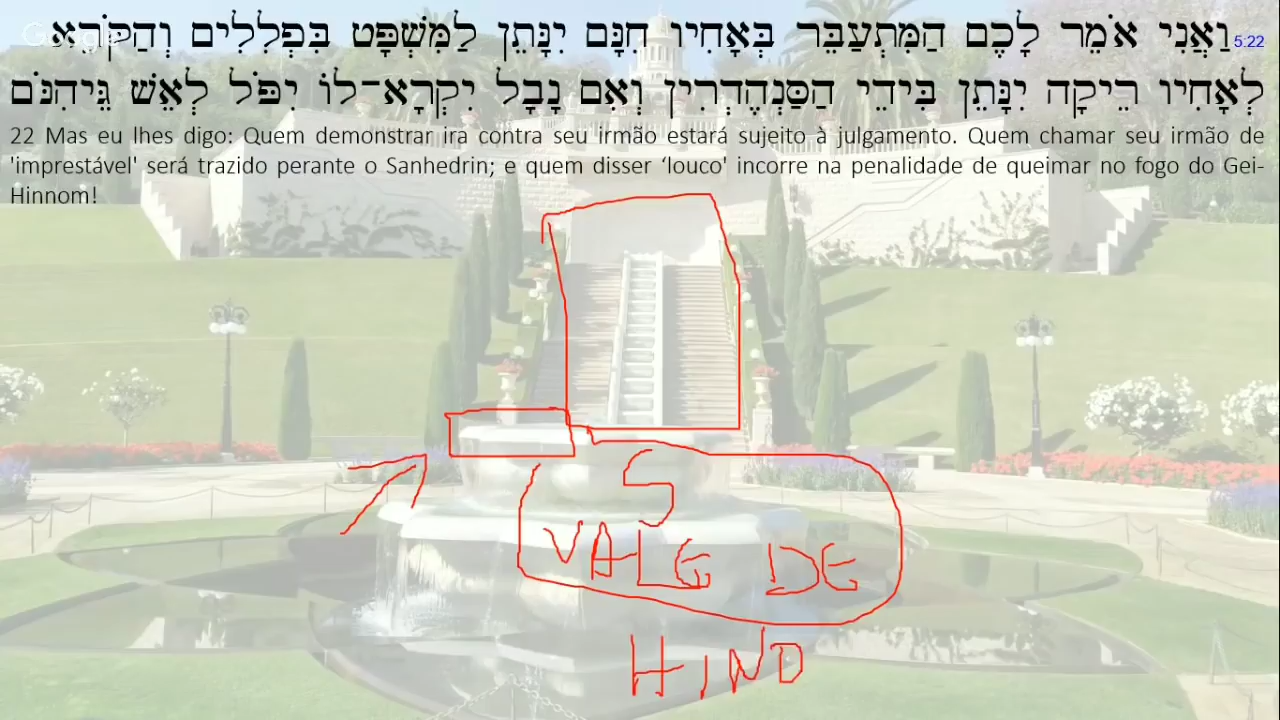 וַאֲנִי אֹמֵר לָכֶם הַמִּתְעַבֵּר בְּאָחִיו חִנָּם יִנָּתֵן לַמִּשְׁפָּט בִּפְלִלִים וְהַקֹּרֵא 5:22
לְאָחִיו רֵיקָה יִנָּתֵן בִּידֵי הַסַּנְהֶדְרִין וְאִם נָבָל יִקְרָא־לוֹ יִפֹּל לְאֵשׁ גֵּיהִנֹּם
22 Mas eu lhes digo: Quem demonstrar ira contra seu irmão estará sujeito à julgamento. Quem chamar seu irmão de
'imprestável' será trazido perante o Sanhedrin; e quem disser ‘louco' incorre na penalidade de queimar no fogo do Gei-
Hinnom!
S
VALE DE
HINO